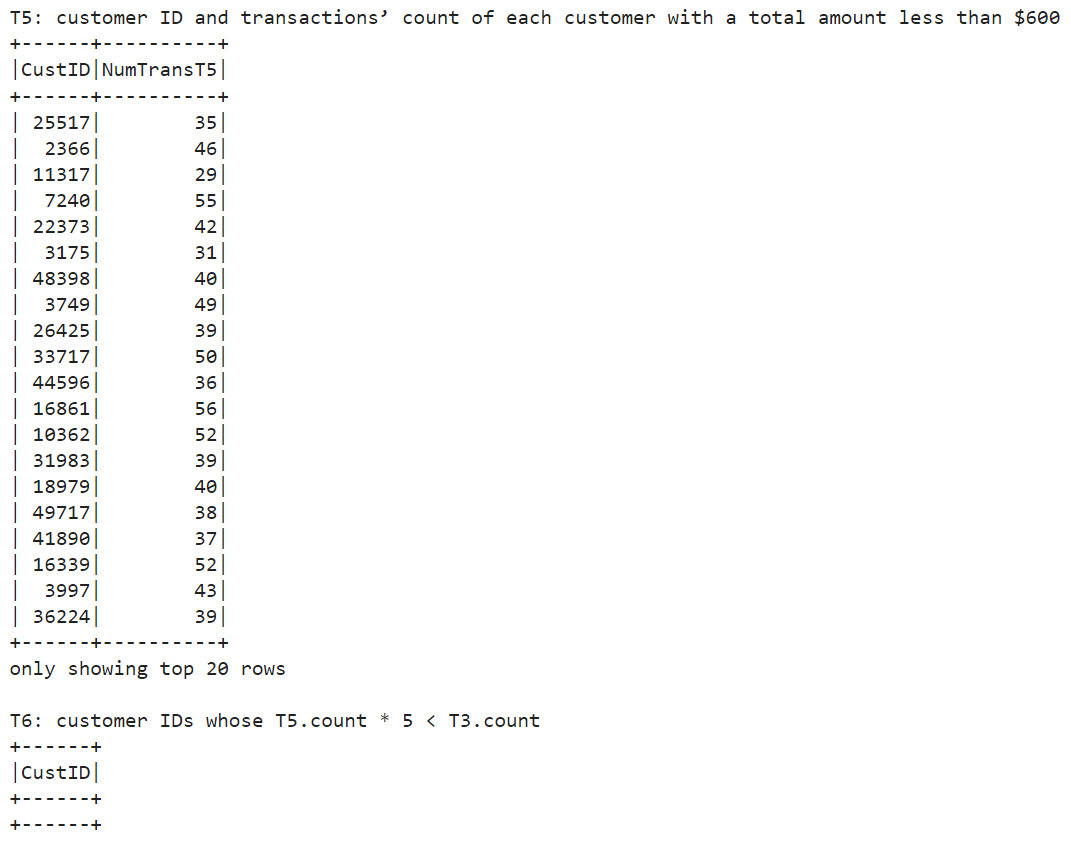 T5: customer ID and transactions’ count of each customer with a total amount less than $600
+------+----------+
|CustID|NumTransT5|
+------+----------+
| 25517|        35|
|  2366|        46|
| 11317|        29|
|  7240|        55|
| 22373|        42|
|  3175|        31|
| 48398|        40|
|  3749|        49|
| 26425|        39|
| 33717|        50|
| 44596|        36|
| 16861|        56|
| 10362|        52|
| 31983|        39|
| 18979|        40|
| 49717|        38|
| 41890|        37|
| 16339|        52|
|  3997|        43|
| 36224|        39|
+------+----------+
only showing top 20 rows

T6: customer IDs whose T5.count * 5 < T3.count
+------+
|CustID|
+------+
+------+